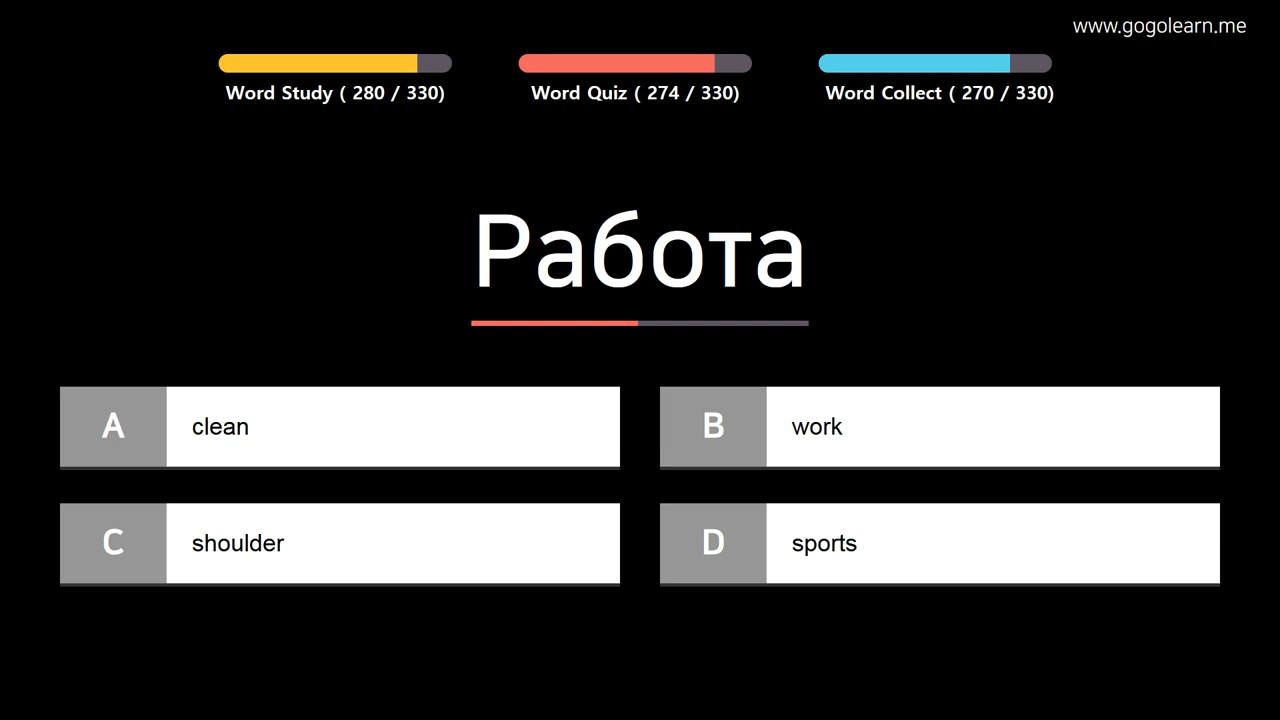 www.gogolearn.me
Word Study ( 280 / 330)
Word Quiz ( 274 / 330)
Word Collect ( 270 / 330)
Работа
A clean
B work
C shoulder
D sports